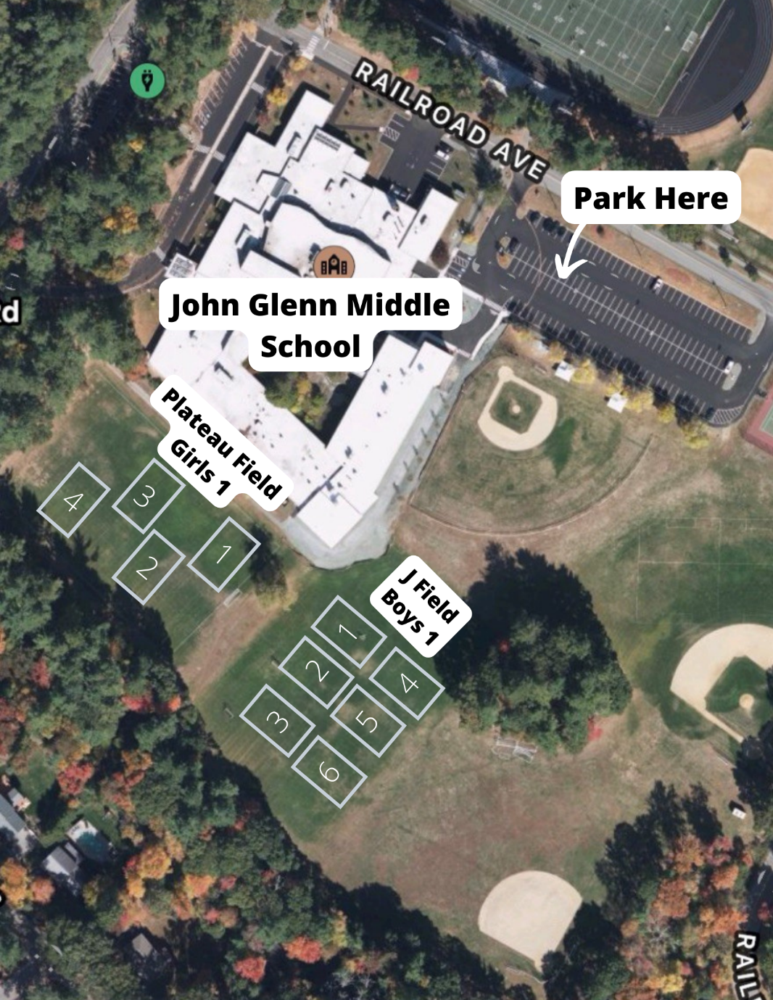 RAILROAD AVE
Park Here
John Glenn Middle
School
Rd
Plateau Field
Girls 1
4
3
2
1
J Field
Boys 1
1
2
3
4
5
6